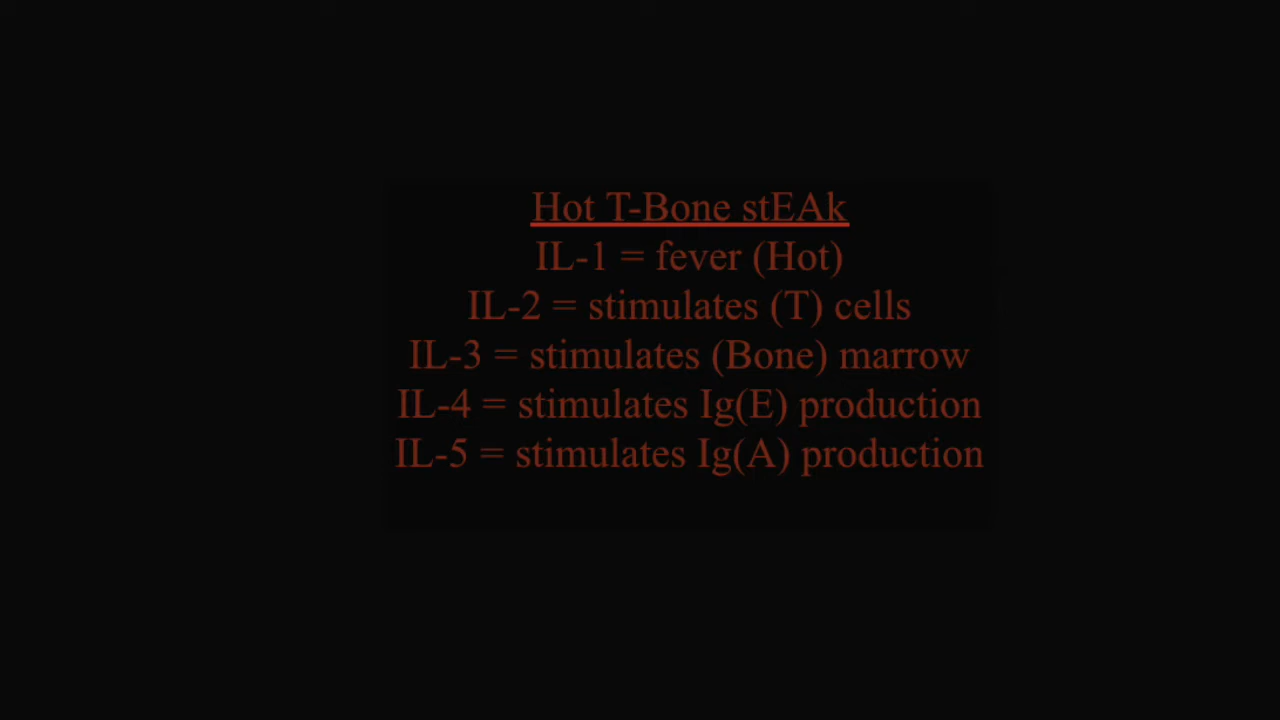 Hot T-Bone stEAk
IL-1 = fever (Hot)
IL-2 = stimulates (T) cells
IL-3 = stimulates (Bone) marrow
IL-4 = stimulates Ig(E) production
IL-5 = stimulates Ig(A) production